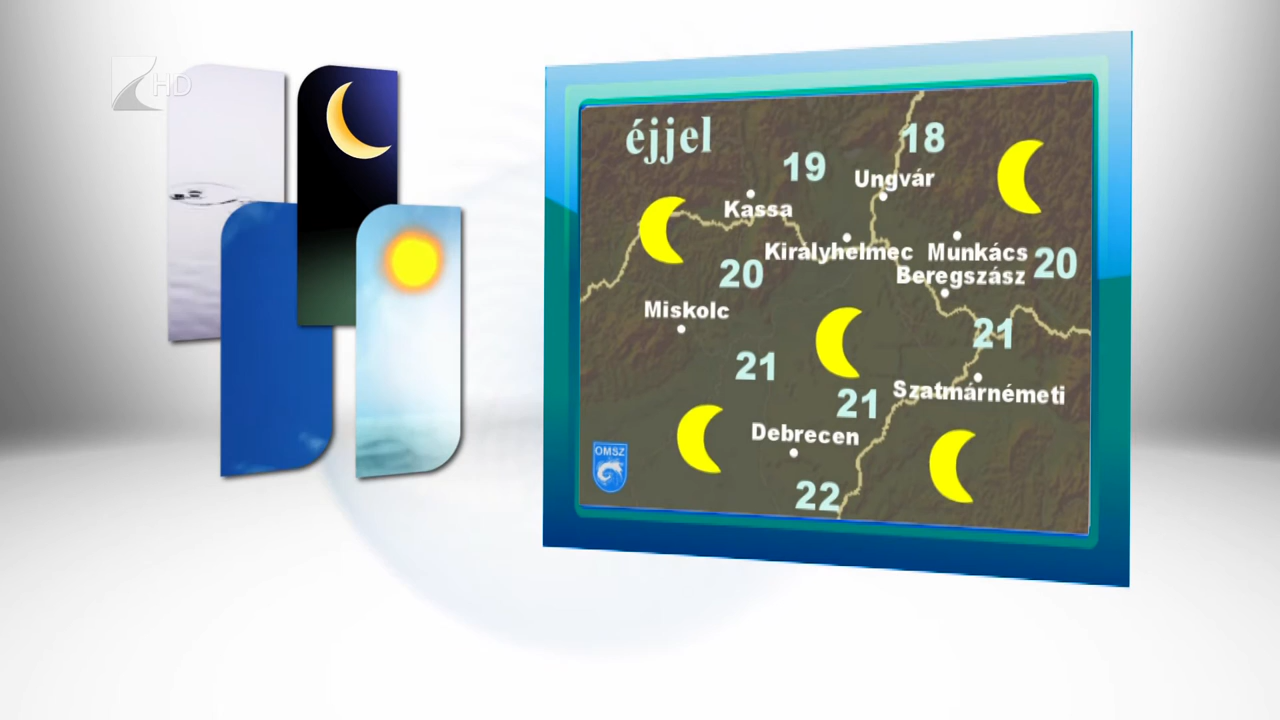 HD
éjjel
18
19
Ungvár
Kassa
Királyhelmec
Munkács
20
20
Beregszász
Miskolc
21
21
Szatmárnémeti
21
Debrecen
OMSZ
22